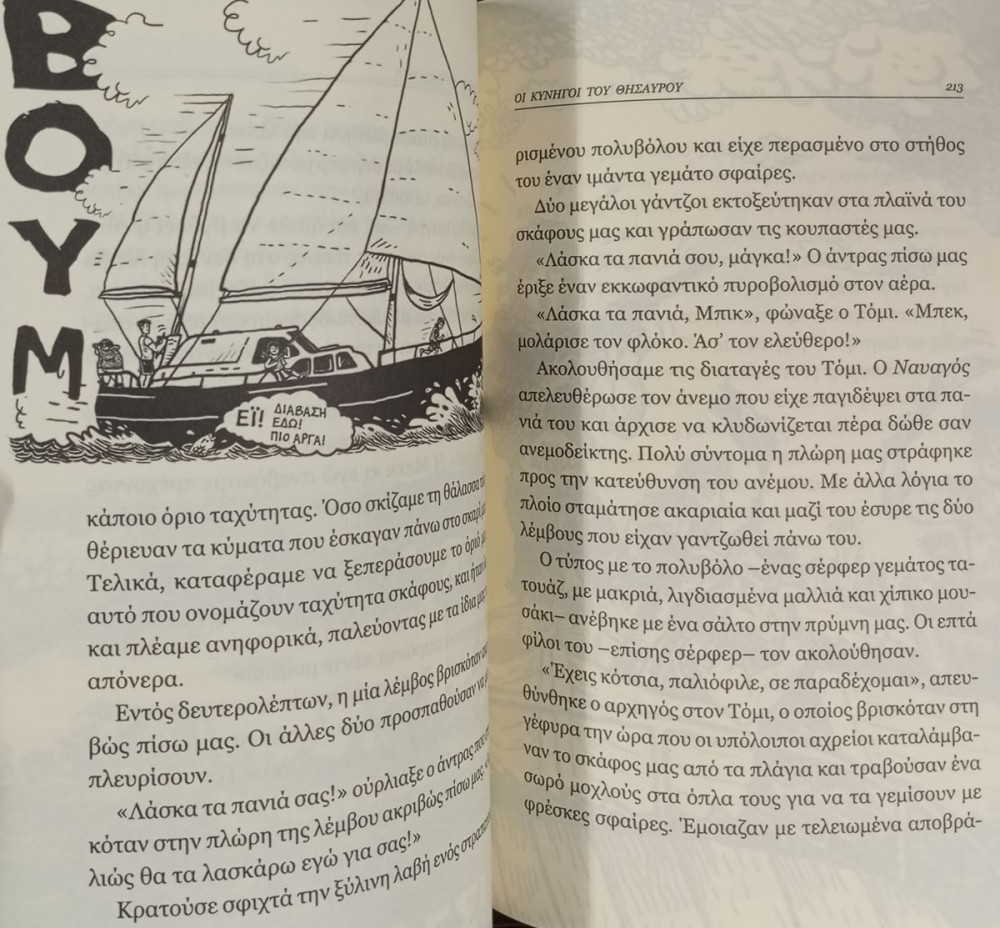 ΒΟΥΜ
ΕΪ! ΔΙΑΒΑΣΗ
ΕΔΩ!
ΠΙΟ ΑΡΓΑ!
κάποιο όριο ταχύτητας. Όσο σκίζαμε τη θάλασσα
θέριευαν τα κύματα που έσκαγαν πάνω στο
Τελικά, καταφέραμε να ξεπεράσουμε το όριό
αυτό που ονομάζουν ταχύτητα σκάφους, και
και πλέαμε ανηφορικά, παλεύοντας με τα ίδια μας
απόνερα.
Εντός δευτερολέπτων, η μία λέμβος βρισκόταν
βώς πίσω μας. Οι άλλες δύο προσπαθούσαν να
πλευρίσουν.
«Λάσκα τα πανιά σας!» ούρλιαξε ο άντρας που
κόταν στην πλώρη της λέμβου ακριβώς πίσω μας.
λιώς θα τα λασκάρω εγώ για σας!»
Κρατούσε σφιχτά την ξύλινη λαβή ενός
ΟΙ ΚΥΝΗΓΟΙ ΤΟΥ ΘΗΣΑΥΡΟΥ 213
ρισμένου πολυβόλου και είχε περασμένο στο στήθος
του έναν ιμάντα γεμάτο σφαίρες.
Δύο μεγάλοι γάντζοι εκτοξεύτηκαν στα πλαϊνά του
σκάφους μας και γράπωσαν τις κουπαστές μας.
«Λάσκα τα πανιά σου, μάγκα!» Ο άντρας πίσω μας
έριξε έναν εκκωφαντικό πυροβολισμό στον αέρα.
«Λάσκα τα πανιά, Μπικ», φώναξε ο Τόμι. «Μπεκ,
μολάρισε τον φλόκο. Άσ' τον ελεύθερο!»
Ακολουθήσαμε τις διαταγές του Τόμι. Ο Ναυαγός
απελευθέρωσε τον άνεμο που είχε παγιδέψει στα πα-
νιά του και άρχισε να κλυδωνίζεται πέρα δώθε σαν
ανεμοδείκτης. Πολύ σύντομα η πλώρη μας στράφηκε
προς την κατεύθυνση του ανέμου. Με άλλα λόγια το
πλοίο σταμάτησε ακαριαία και μαζί του έσυρε τις δύο
λέμβους που είχαν γαντζωθεί πάνω του.
Ο τύπος με το πολυβόλο –ένας σέρφερ γεμάτος τα-
τουάζ, με μακριά, λιγδιασμένα μαλλιά και χίπικο μου-
σάκι– ανέβηκε με ένα σάλτο στην πρύμνη μας. Οι επτά
φίλοι του –επίσης σέρφερ– τον ακολούθησαν.
«Έχεις κότσια, παλιόφιλε, σε παραδέχομαι», απευ-
θύνθηκε ο αρχηγός στον Τόμι, ο οποίος βρισκόταν στη
γέφυρα την ώρα που οι υπόλοιποι αχρείοι καταλάμβα-
ναν το σκάφος μας από τα πλάγια και τραβούσαν ένα
σωρό μοχλούς στα όπλα τους για να τα γεμίσουν με
φρέσκες σφαίρες. Έμοιαζαν με τελειωμένα αποβρά-